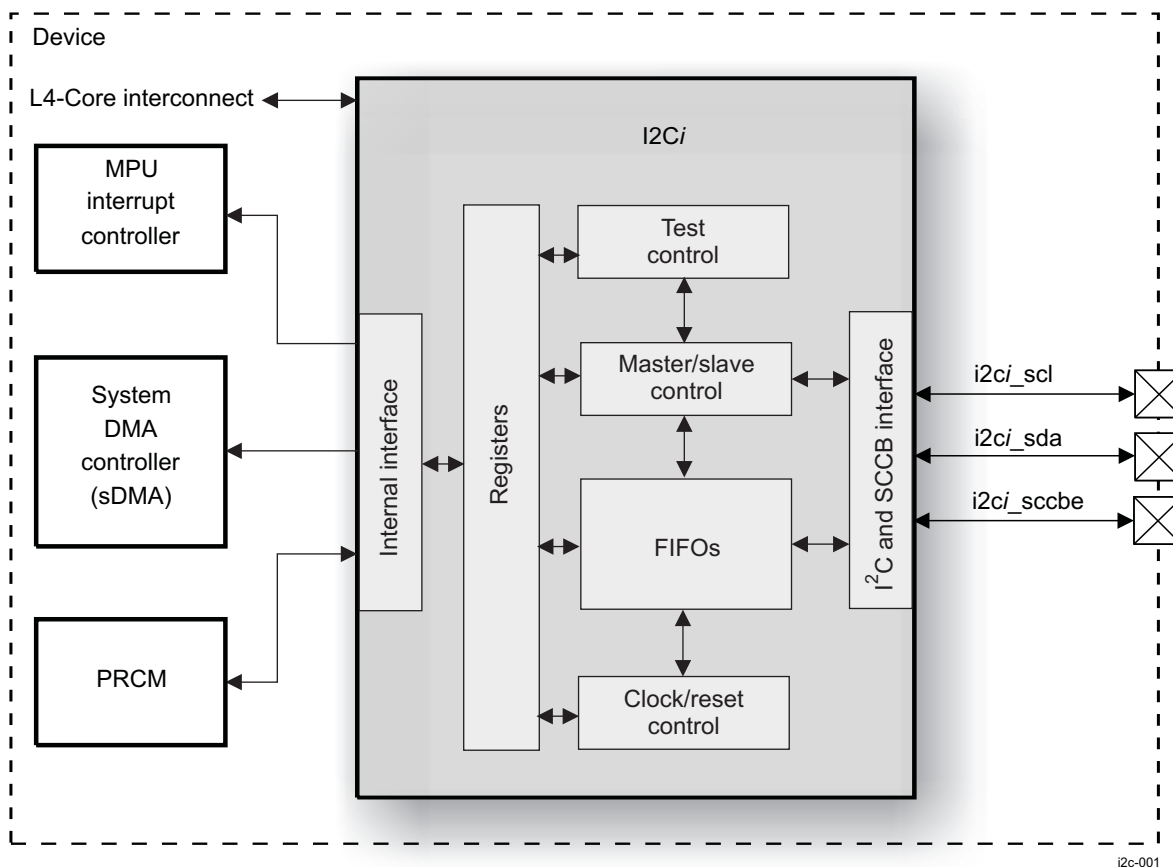 Device
L4-Core interconnect
MPU
interrupt
controller
System
DMA
controller
(sDMA)
PRCM
I2Ci
Internal interface
Registers
Test
control
Master/slave
control
FIFOs
Clock/reset
control
I²C and SCCB interface
i2ci_scl
i2ci_sda
i2ci_sccbe
i2c-001